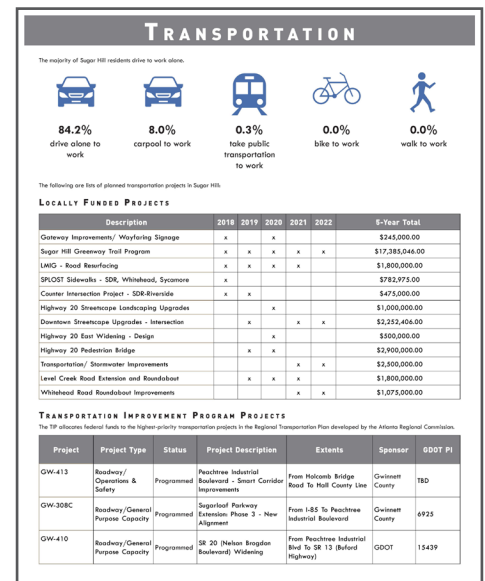 TRANSPORTATION
The majority of Sugar Hill residents drive to work alone.
84.2% 8.0% 0.3% 0.0% 0.0%
drive alone to carpool to work take public bike to work walk to work
work transportation
to work
The following are lists of planned transportation projects in Sugar Hill:
LOCALLY FUNDED PROJECTS
Description 2018 2019 2020 2021 2022 5-Year Total
Gateway Improvements/ Wayfaring Signage x x $245,000.00
Sugar Hill Greenway Trail Program x x x x x $17,385,046.00
LMIG - Road Resurfacing x x x x $1,800,000.00
SPLOST Sidewalks - SDR, Whitehead, Sycamore x $782,975.00
Counter Intersection Project - SDR-Riverside x x $475,000.00
Highway 20 Streetscape Landscaping Upgrades x $1,000,000.00
Downtown Streetscape Upgrades - Intersection x x x $2,252,406.00
Highway 20 East Widening - Design x $500,000.00
Highway 20 Pedestrian Bridge x x $2,900,000.00
Transportation/ Stormwater Improvements x x $2,500,000.00
Level Creek Road Extension and Roundabout x x x $1,800,000.00
Whitehead Road Roundabout Improvements x x $1,075,000.00
TRANSPORTATION IMPROVEMENT PROGRAM PROJECTS
The TIP allocates federal funds to the highest-priority transportation projects in the Regional Transportation Plan developed by the Atlanta Regional Commission.
Project Project Type Status Project Description Extents Sponsor GDOT PI
GW-413 Roadway/ Operations & Safety Programmed Peachtree Industrial Boulevard - Smart Corridor Improvements From Holcomb Bridge Road To Hall County Line Gwinnett County TBD
GW-308C Roadway/General Purpose Capacity Programmed Sugarloaf Parkway Extension: Phase 3 - New Alignment From I-85 To Peachtree Industrial Boulevard Gwinnett County 6925
GW-410 Roadway/General Purpose Capacity Programmed SR 20 (Nelson Brogdon Boulevard) Widening From Peachtree Industrial Blvd To SR 13 (Buford Highway) GDOT 15439